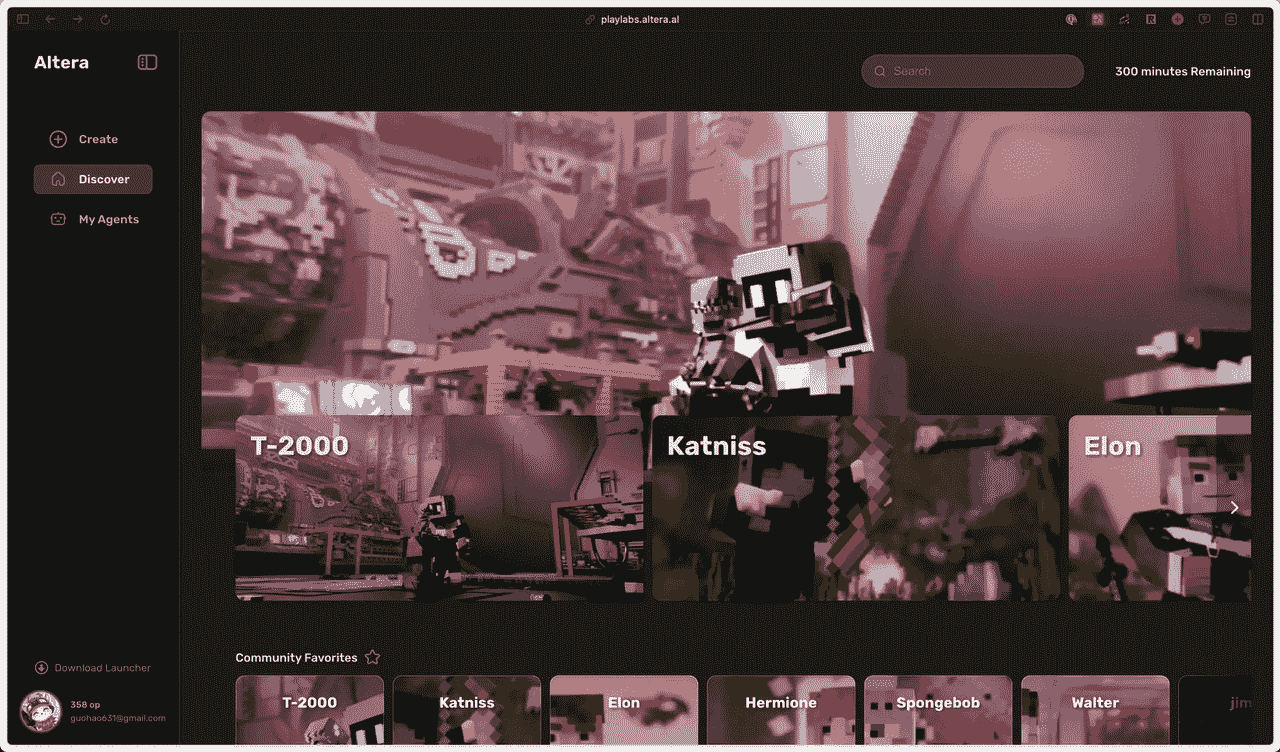 playlabs.altera.al
Altera
Search
300 minutes Remaining
Create
Discover
My Agents
T-2000
Katniss
Elon
Community Favorites
T-2000
Katniss
Elon
Hermione
Spongebob
Walter
jim
Download Launcher
358 op
guohao631@gmail.com